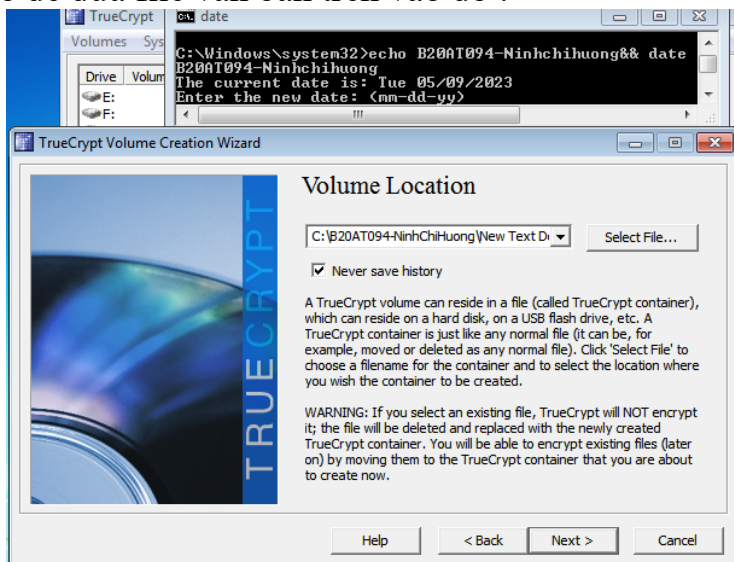 TrueCrypt
date
Volumes Sys
C:\Windows\system32>echo B20AT094-Ninhchihuong&& date
B20AT094-Ninhchihuong
The current date is: Tue 05/09/2023
Enter the new date: (mm-dd-yy)
Drive Volum
E:
F:
TrueCrypt Volume Creation Wizard
TRUECRYPT
Volume Location
C:\B20AT094-NinhChiHuong\New Text D
Select File...
Never save history
A TrueCrypt volume can reside in a file (called TrueCrypt container),
which can reside on a hard disk, on a USB flash drive, etc. A
TrueCrypt container is just like any normal file (it can be, for
example, moved or deleted as any normal file). Click 'Select File' to
choose a filename for the container and to select the location where
you wish the container to be created.
WARNING: If you select an existing file, TrueCrypt will NOT encrypt
it; the file will be deleted and replaced with the newly created
TrueCrypt container. You will be able to encrypt existing files (later
on) by moving them to the TrueCrypt container that you are about
to create now.
Help < Back Next > Cancel